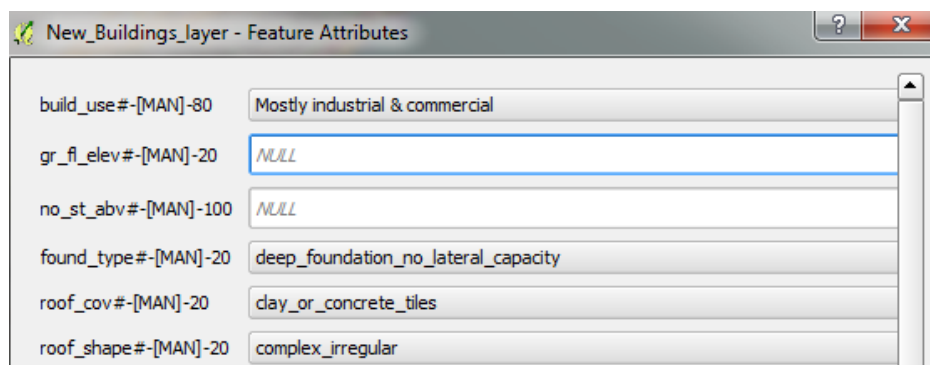 New_Buildings_layer - Feature Attributes
build_use#-[MAN]-80 Mostly industrial & commercial
gr_fl_elev#-[MAN]-20 NULL
no_st_abv#-[MAN]-100 NULL
found_type#-[MAN]-20 deep_foundation_no_lateral_capacity
roof_cov#-[MAN]-20 clay_or_concrete_tiles
roof_shape#-[MAN]-20 complex_irregular